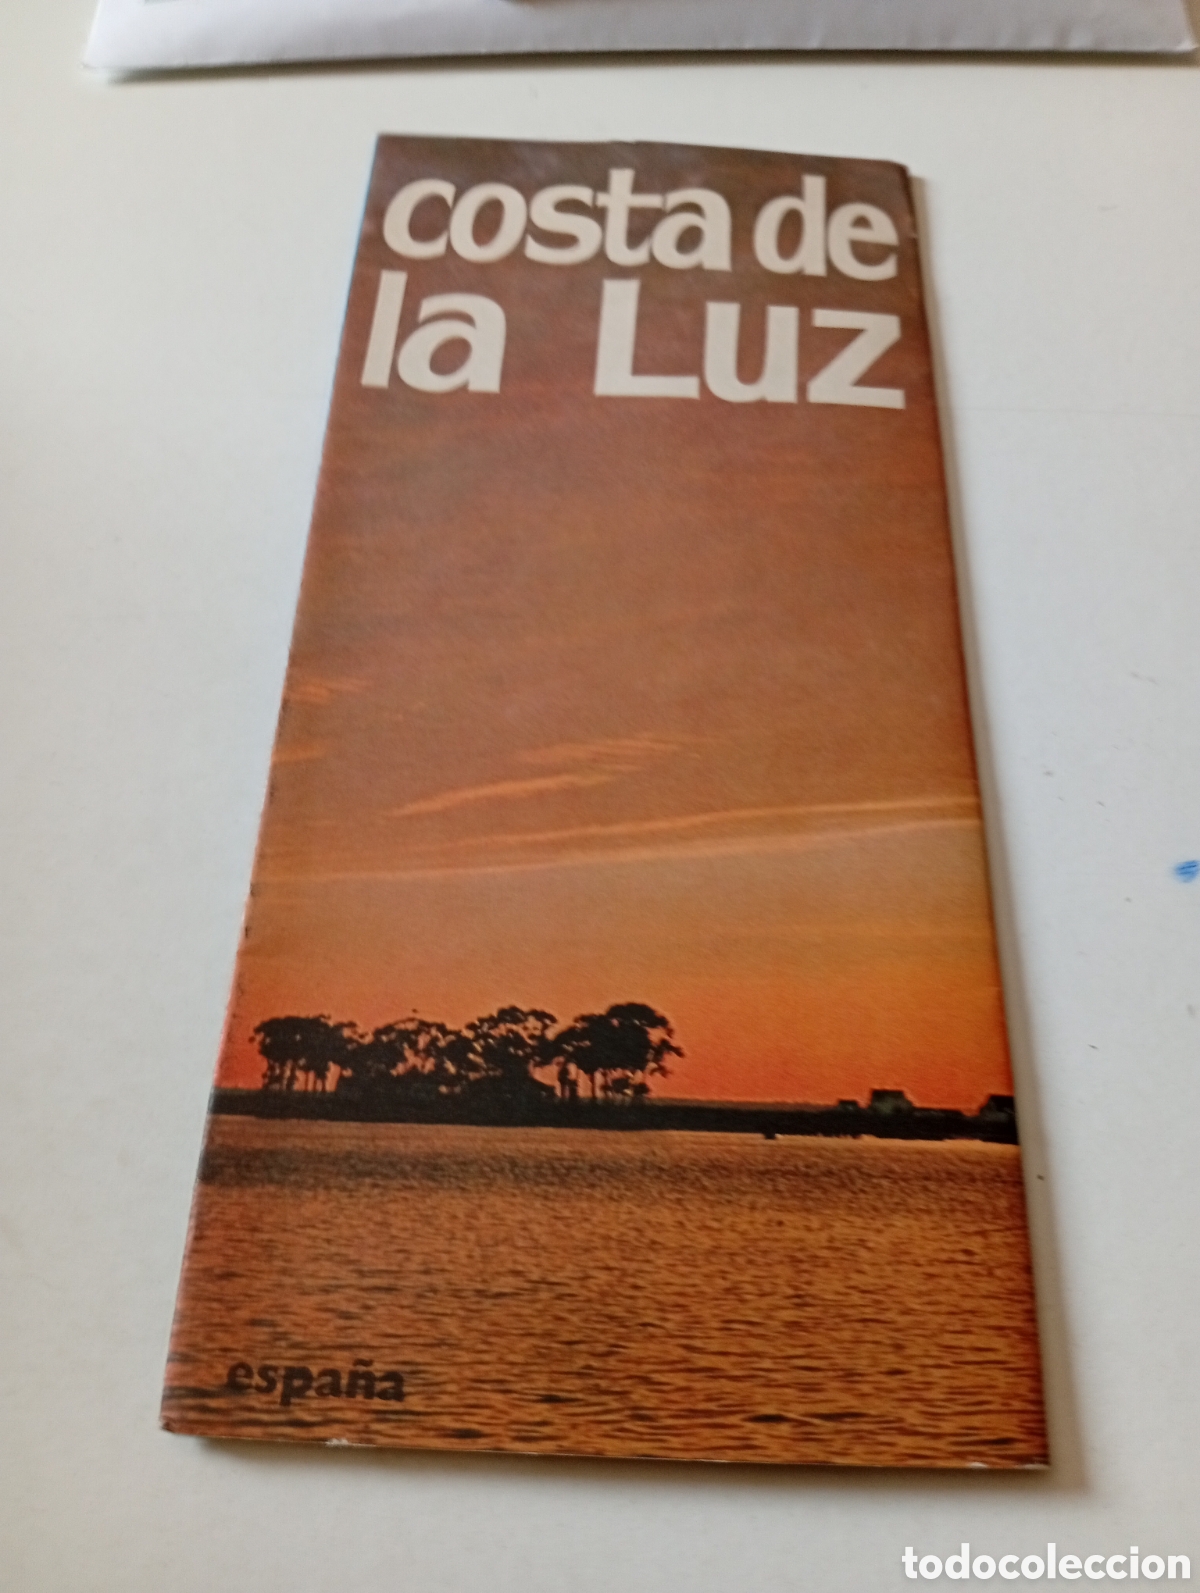 costa de
la Luz
españa
todocoleccion